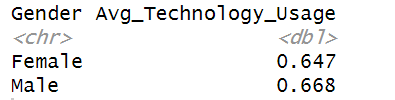 Gender Avg_Technology_Usage
<chr> <dbl>
Female 0.647
Male 0.668